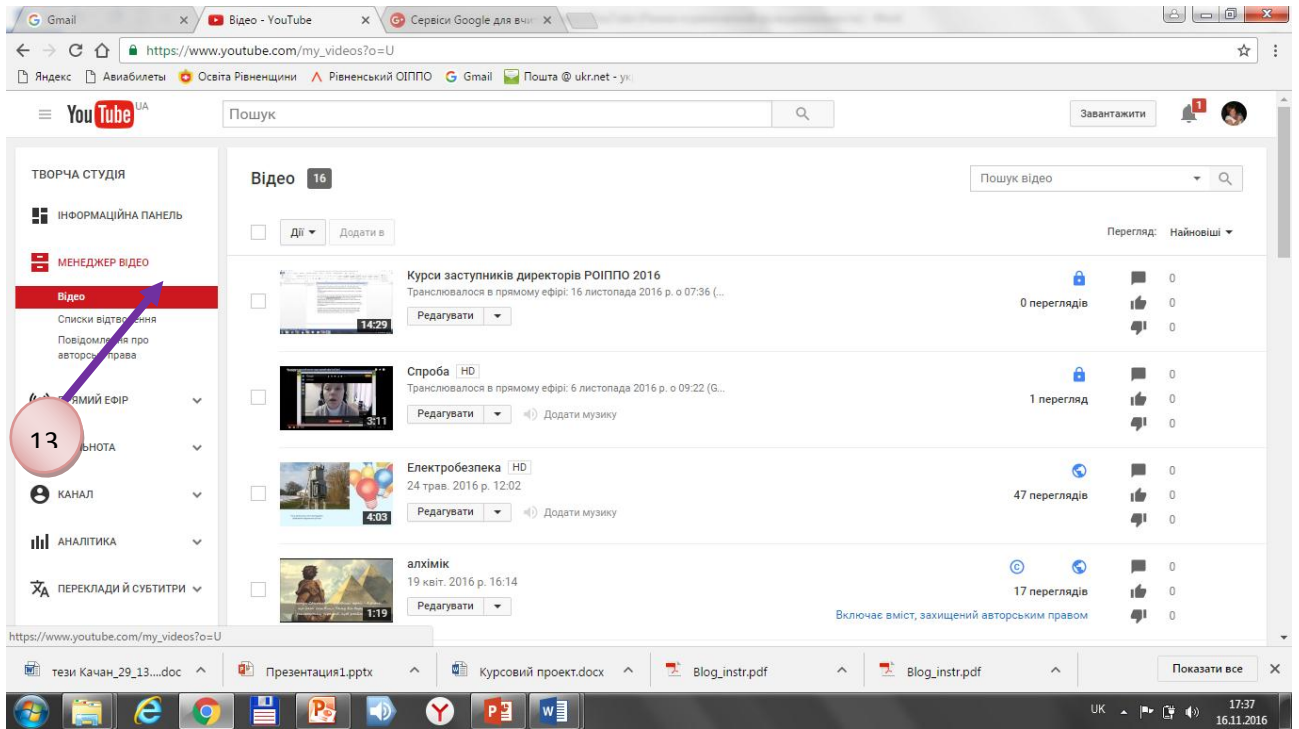 Gmail
Відео - YouTube
Сервіси Google для вчи
https://www.youtube.com/my_videos?o=U
Яндекс Авиабилеты Освіта Рівненщини Рівненський ОІППО Gmail Пошта @ ukr.net - ук
YouTube UA
Пошук
Завантажити
1
ТВОРЧА СТУДІЯ
ІНФОРМАЦІЙНА ПАНЕЛЬ
МЕНЕДЖЕР ВІДЕО
Відео
Списки відтворення
Повідомлення про
авторські права
ПРЯМИЙ ЕФІР
13
КАНАЛ
АНАЛІТИКА
ПЕРЕКЛАДИ Й СУБТИТРИ
Відео 16
Пошук відео
Дії
Додати в
Перегляд: Найновіші
Курси заступників директорів РОІППО 2016
Транслювалося в прямому ефірі: 16 листопада 2016 р. о 07:36 (...
Редагувати
14:29
0 переглядів
0
0
0
Спроба HD
Транслювалося в прямому ефірі: 6 листопада 2016 р. о 09:22 (G...
Редагувати
Додати музику
3:11
1 перегляд
0
0
0
Електробезпека HD
24 трав. 2016 р. 12:02
Редагувати
Додати музику
4:03
47 переглядів
0
0
0
алхімік
19 квіт. 2016 р. 16:14
Редагувати
1:19
17 переглядів
Включає вміст, захищений авторським правом
0
0
0
https://www.youtube.com/my_videos?o=U
тези Качан_29_13....doc
Презентация1.pptx
Курсовий проект.docx
Blog_instr.pdf
Blog_instr.pdf
Показати все
UK
17:37
16.11.2016